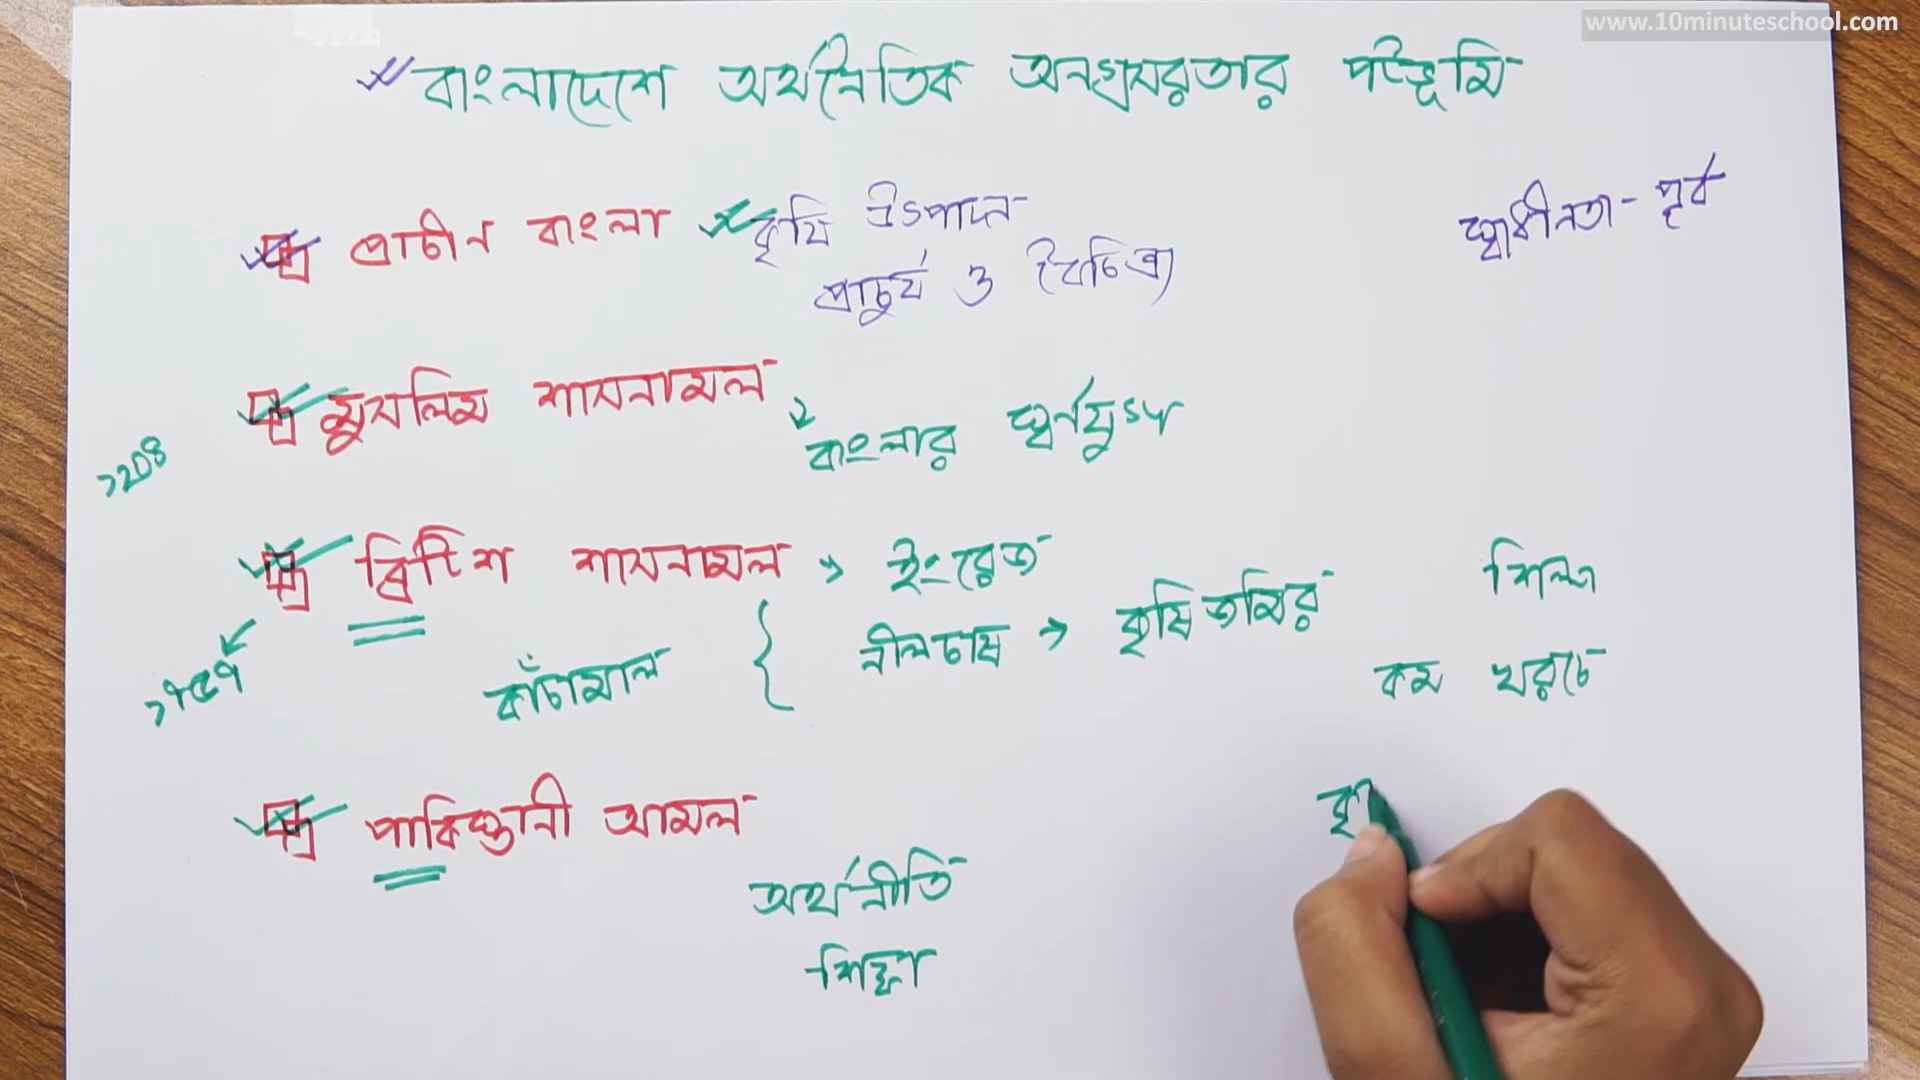 www.10minuteschool.com
বাংলাদেশে অর্থনৈতিক অনগ্রসরতার পটভূমি
প্রাচীন বাংলা কৃষি উৎপাদন
প্রাচুর্য ও বৈচিত্র্য
স্বাধীনতা - পূর্ব
মুসলিম শাসনামল
বাংলার স্বর্ণযুগ
১২০৪
ব্রিটিশ শাসনামল → ইংরেজ
নীলচাষ → কৃষি জমির
শিল্প
কম খরচে
কাঁচামাল
১৭৫৭
পাকিস্তানী আমল
অর্থনীতি
শিক্ষা